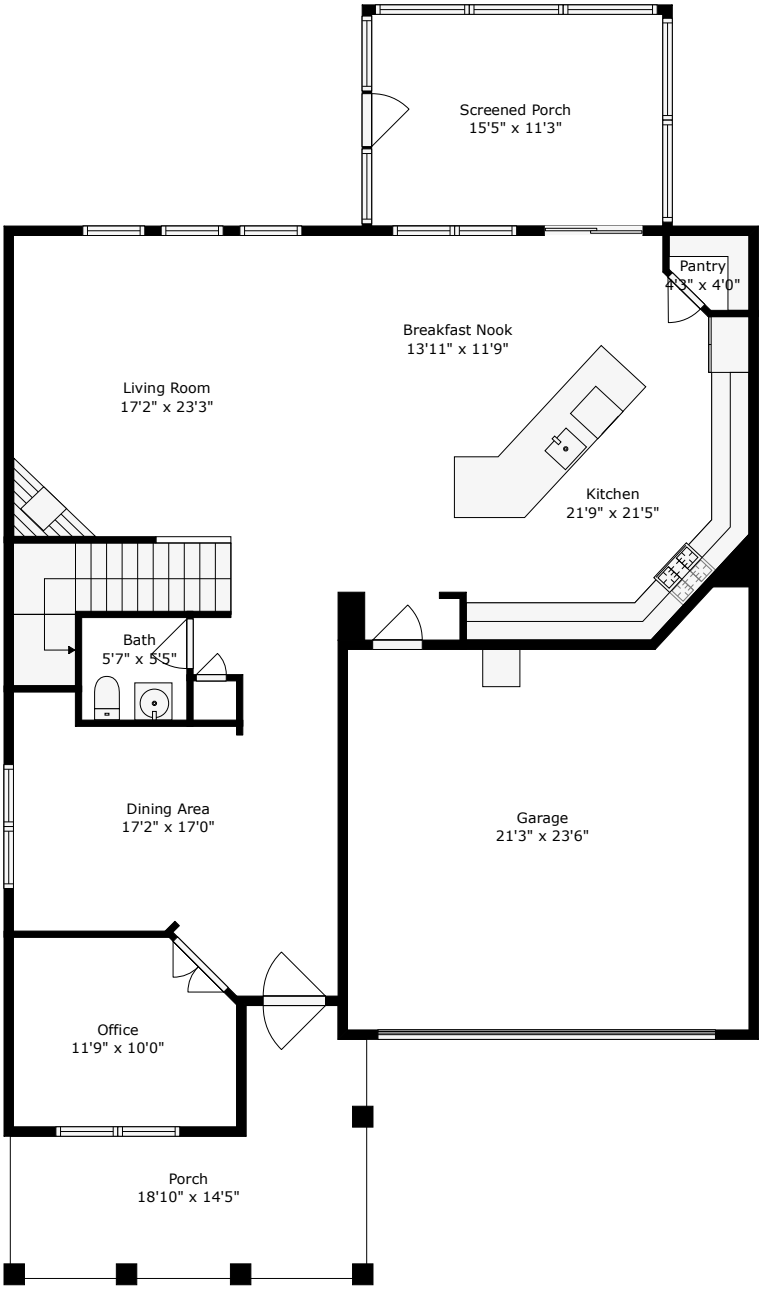 Screened Porch
15'5" x 11'3"
Pantry
4'3" x 4'0"
Breakfast Nook
13'11" x 11'9"
Living Room
17'2" x 23'3"
Kitchen
21'9" x 21'5"
Bath
5'7" x 5'5"
Dining Area
17'2" x 17'0"
Garage
21'3" x 23'6"
Office
11'9" x 10'0"
Porch
18'10" x 14'5"